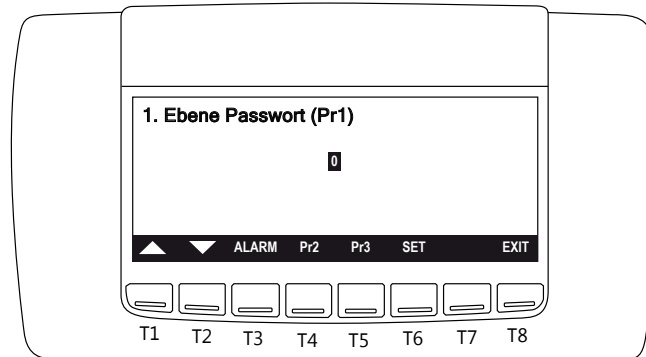 1. Ebene Passwort (Pr1)
0
ALARM Pr2 Pr3 SET EXIT
T1 T2 T3 T4 T5 T6 T7 T8